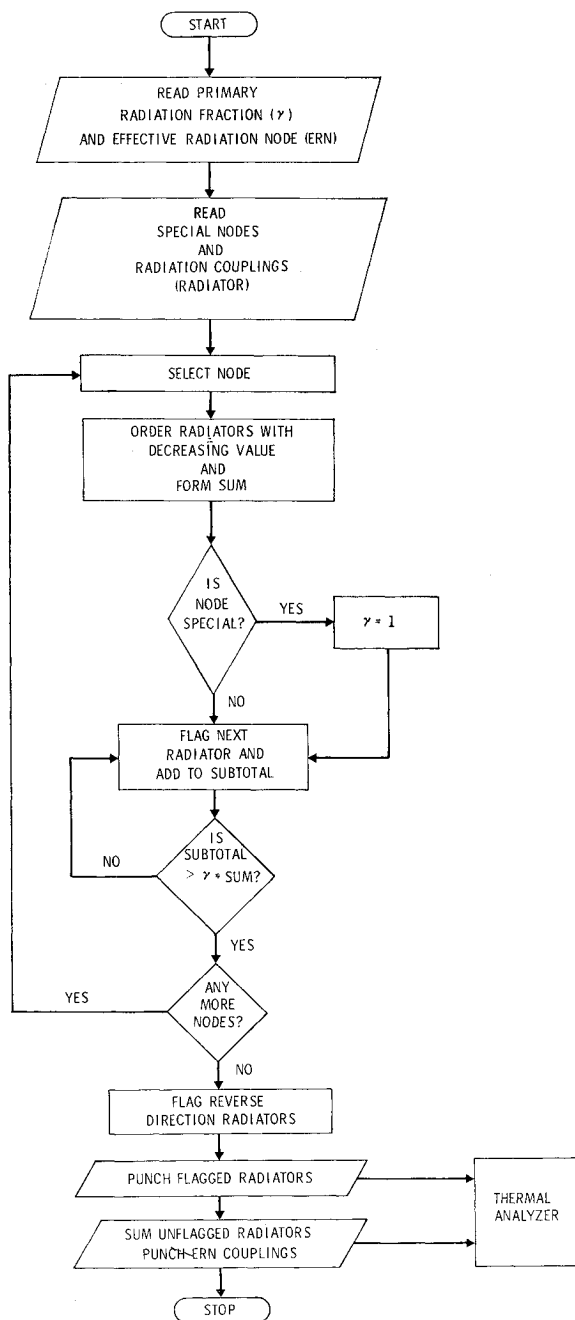 START
READ PRIMARY
RADIATION FRACTION (γ)
AND EFFECTIVE RADIATION NODE (ERN)
READ
SPECIAL NODES
AND
RADIATION COUPLINGS
(RADIATOR)
SELECT NODE
ORDER RADIATORS WITH
DECREASING VALUE
AND
FORM SUM
IS
NODE
SPECIAL?
YES
γ = 1
NO
FLAG NEXT
RADIATOR AND
ADD TO SUBTOTAL
IS
SUBTOTAL
> γ * SUM?
NO
YES
ANY
MORE
NODES?
YES
NO
FLAG REVERSE
DIRECTION RADIATORS
PUNCH FLAGGED RADIATORS
SUM UNFLAGGED RADIATORS
PUNCH ERN COUPLINGS
THERMAL
ANALYZER
STOP